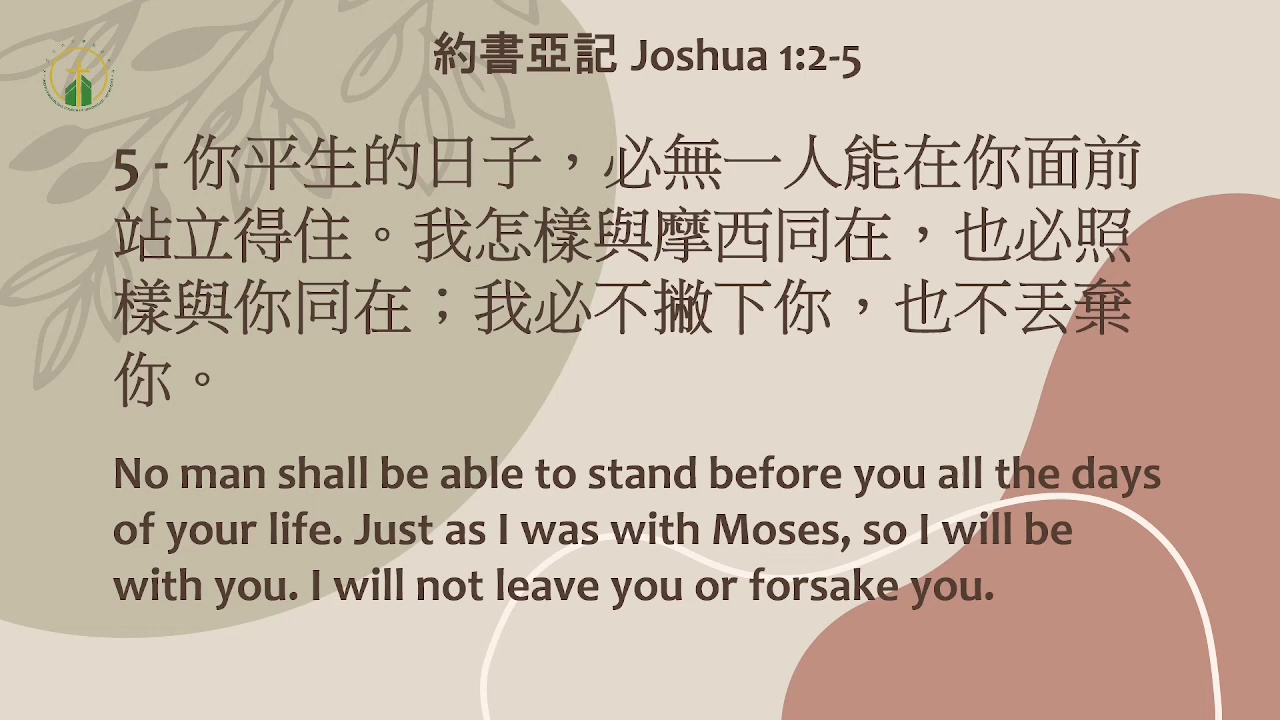 約書亞記 Joshua 1:2-5
5 - 你平生的日子，必無一人能在你面前
站立得住。我怎樣與摩西同在，也必照
樣與你同在；我必不撇下你，也不丟棄
你。
No man shall be able to stand before you all the days
of your life. Just as I was with Moses, so I will be
with you. I will not leave you or forsake you.